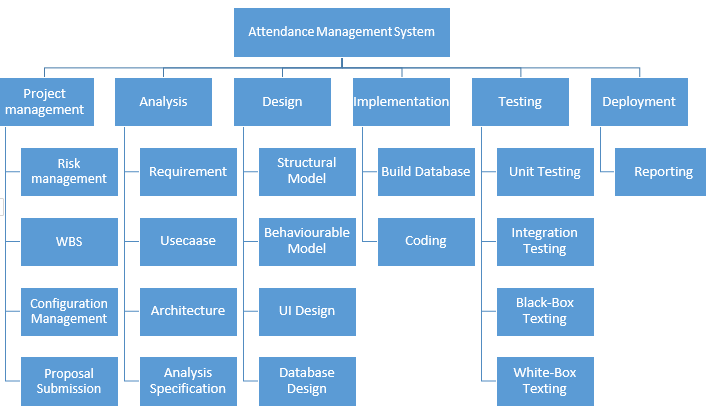 Attendance Management System
Project
management
Analysis
Design
Implementation
Testing
Deployment
Risk
management
Requirement
Structural
Model
Build Database
Unit Testing
Reporting
WBS
Usecaase
Behaviourable
Model
Coding
Integration
Testing
Configuration
Management
Architecture
UI Design
Black-Box
Texting
Proposal
Submission
Analysis
Specification
Database
Design
White-Box
Texting